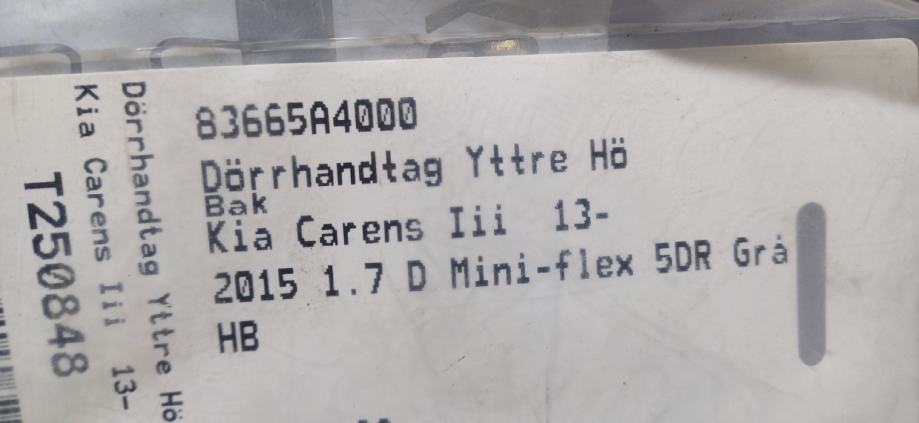 83665A4000
Dörrhandtag Yttre Hö
Bak
Kia Carens Iii 13-
2015 1.7 D Mini-flex 5DR Grå
HB
Dörrhandtag Yttre Hö
Kia Carens Iii 13-
T250848